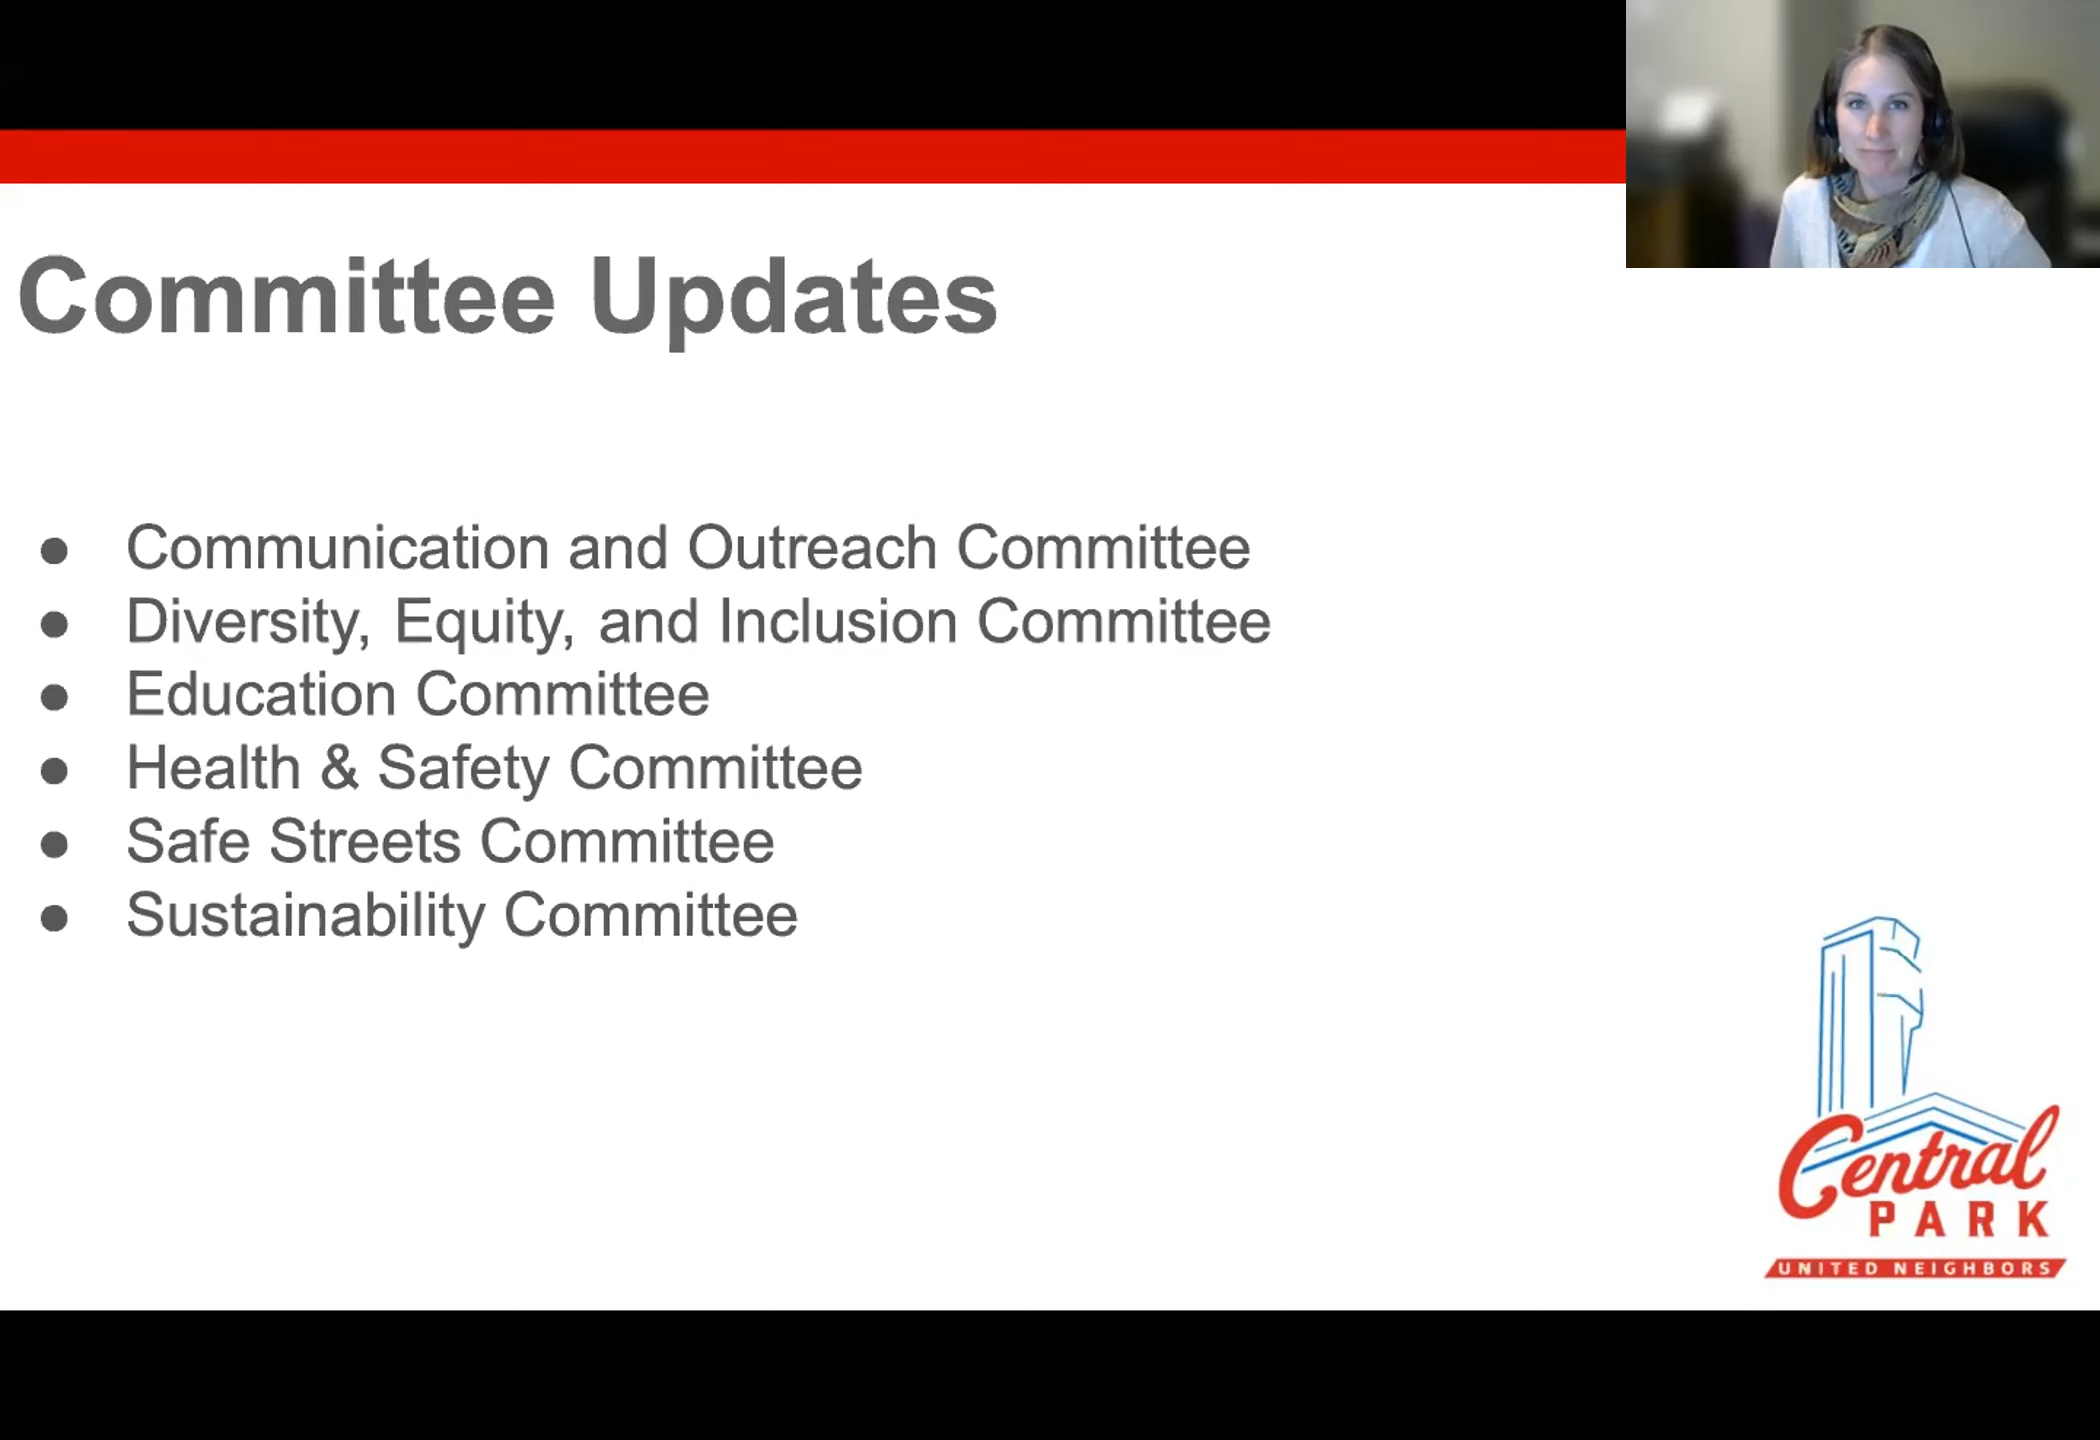 Committee Updates
● Communication and Outreach Committee
● Diversity, Equity, and Inclusion Committee
● Education Committee
● Health & Safety Committee
● Safe Streets Committee
● Sustainability Committee
Central
PARK
UNITED NEIGHBORS